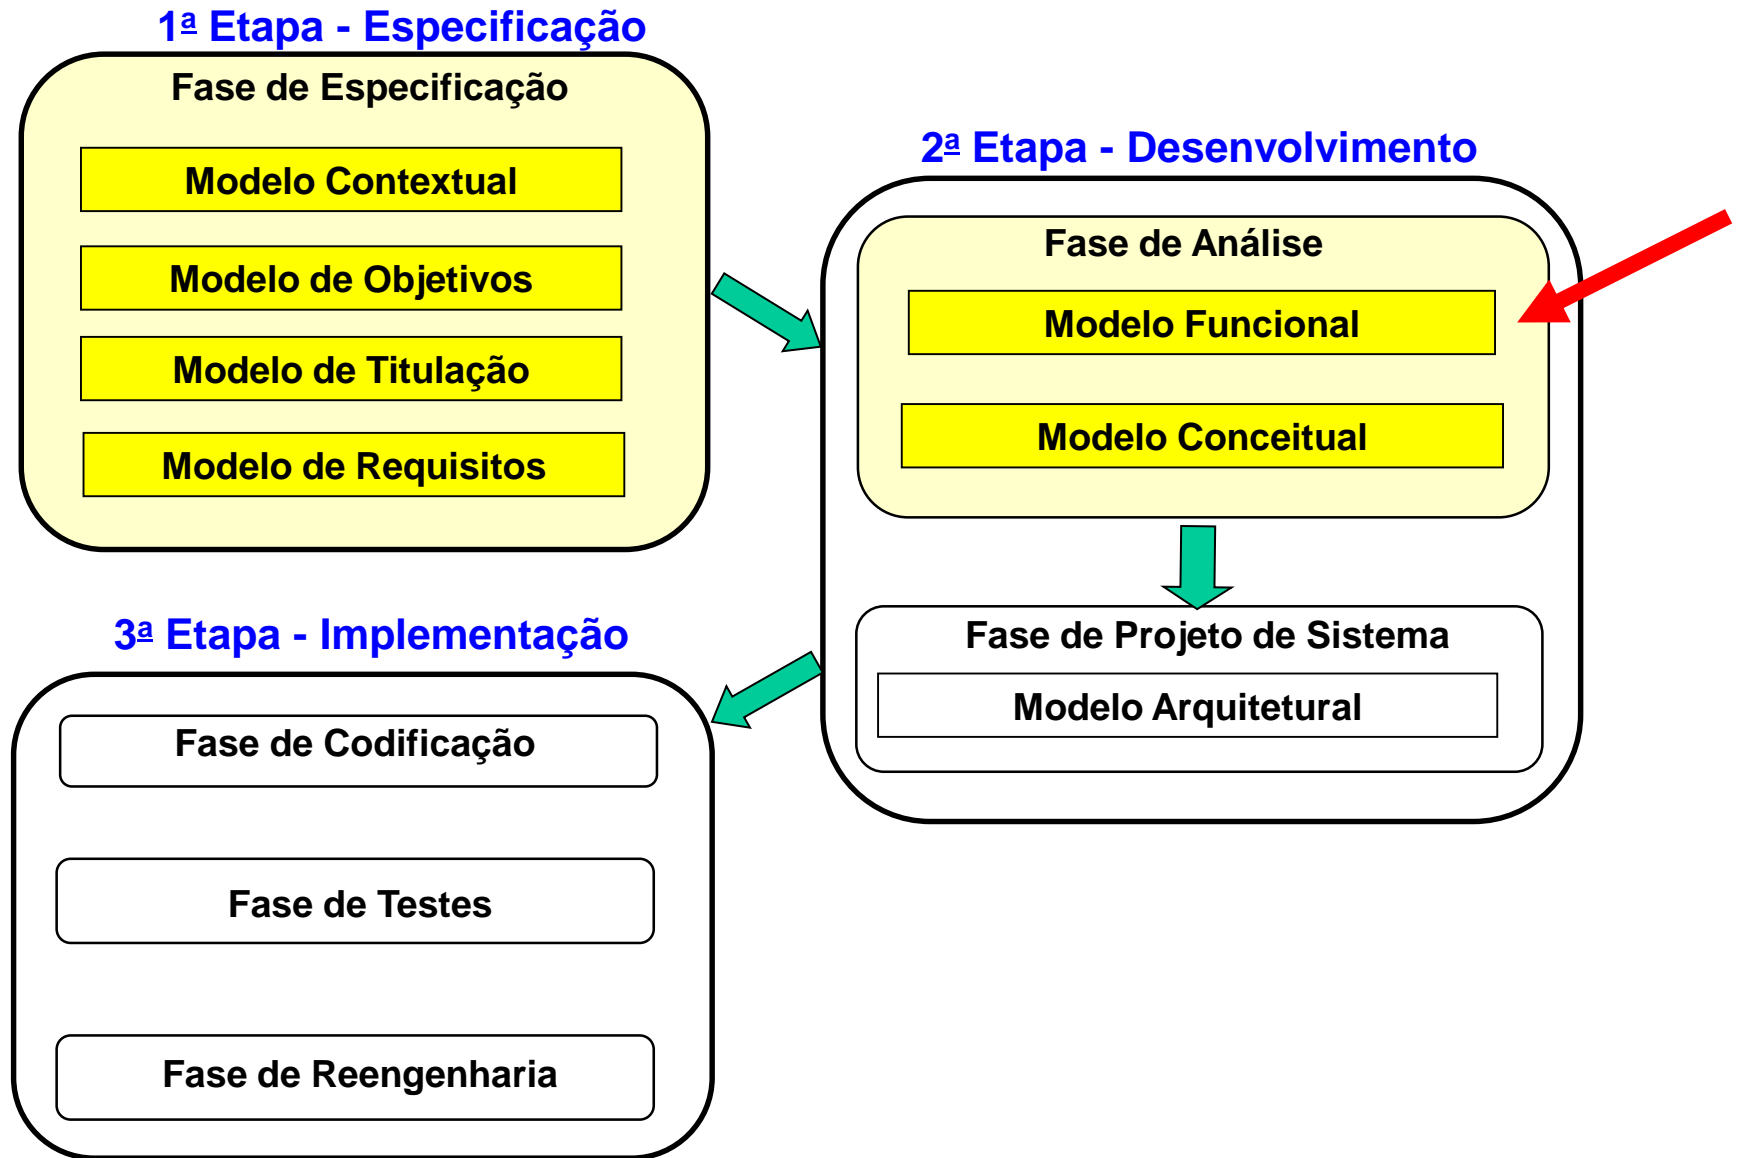 1ª Etapa - Especificação
Fase de Especificação
Modelo Contextual
Modelo de Objetivos
Modelo de Titulação
Modelo de Requisitos
2ª Etapa - Desenvolvimento
Fase de Análise
Modelo Funcional
Modelo Conceitual
Fase de Projeto de Sistema
Modelo Arquitetural
3ª Etapa - Implementação
Fase de Codificação
Fase de Testes
Fase de Reengenharia